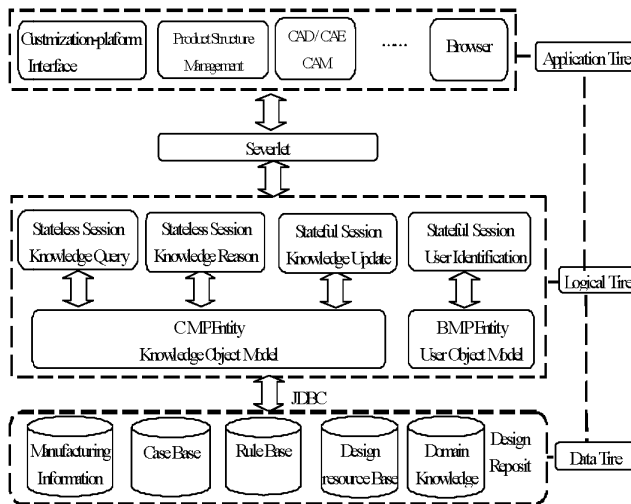 Custmization-plaform
Interface
Product Structure
Management
CAD/ CAE
CAM
······
Browser
Application Tire
Severlet
Stateless Session
Knowledge Query
Stateless Session
Knowledge Reason
Stateful Session
Knowledge Update
Stateful Session
User Identification
Logical Tire
CMP Entity
Knowledge Object Model
BMP Entity
User Object Model
JDBC
Manufacturing
Information
Case Base
Rule Base
Design
resource Base
Domain
Knowledge
Design
Reposit
Data Tire